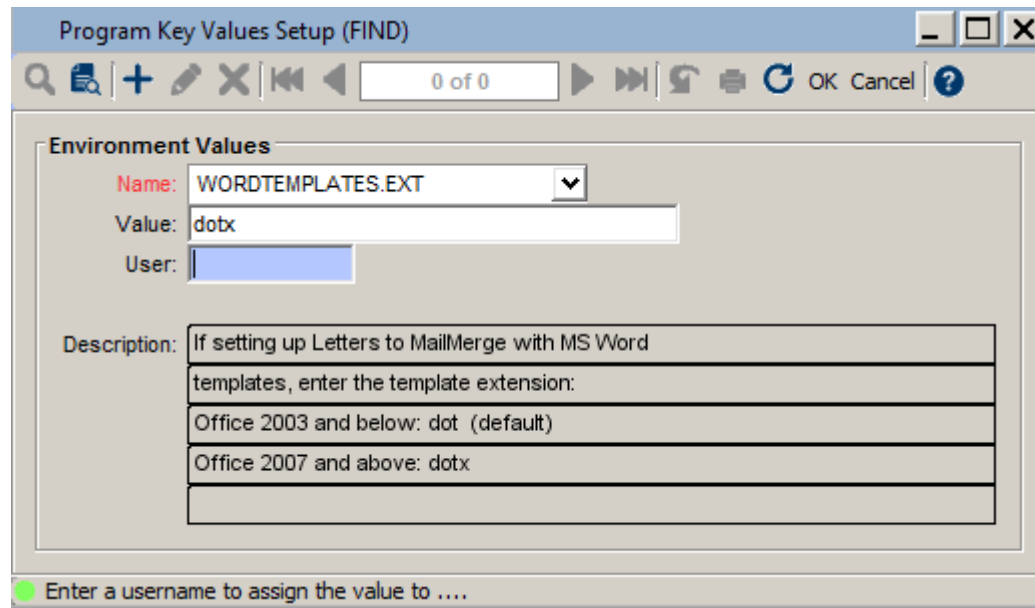 Program Key Values Setup (FIND)
0 of 0 OK Cancel ?
Environment Values
Name: WORDTEMPLATES.EXT
Value: dotx
User:
Description: If setting up Letters to MailMerge with MS Word
templates, enter the template extension:
Office 2003 and below: dot (default)
Office 2007 and above: dotx
Enter a username to assign the value to ....